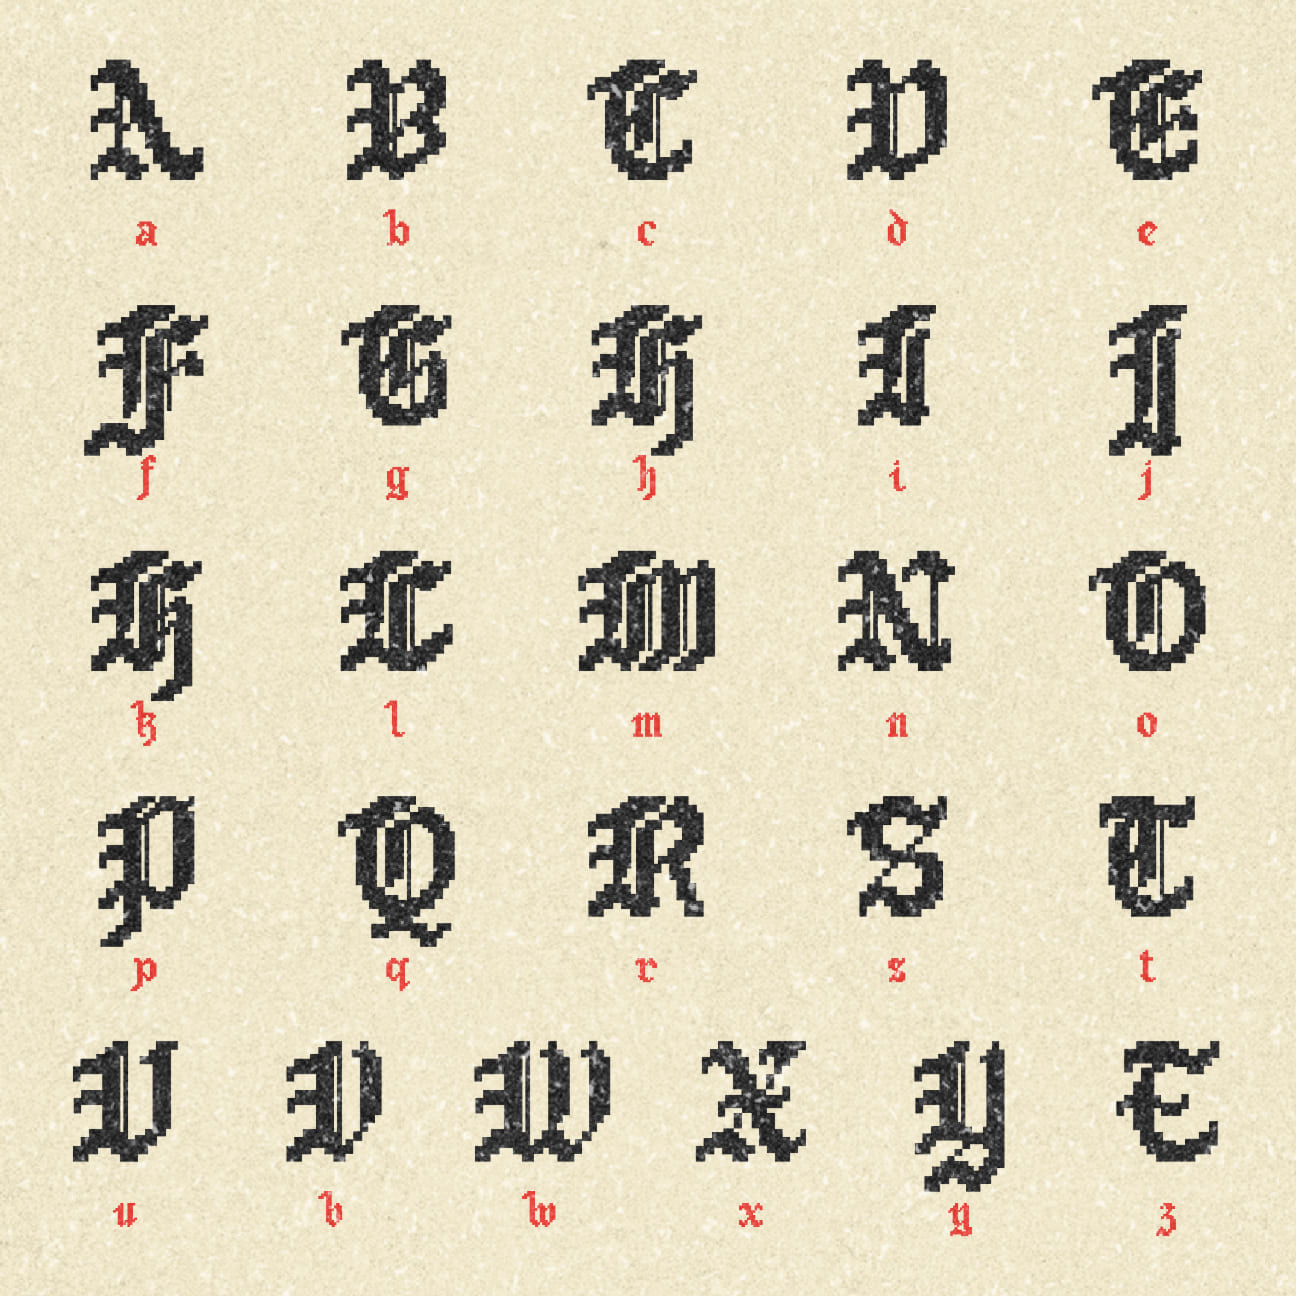 A B C D E
a b c d e
F G H I J
f g h i j
K L M N O
k l m n o
P Q R S T
p q r s t
U V W X Y Z
u v w x y z